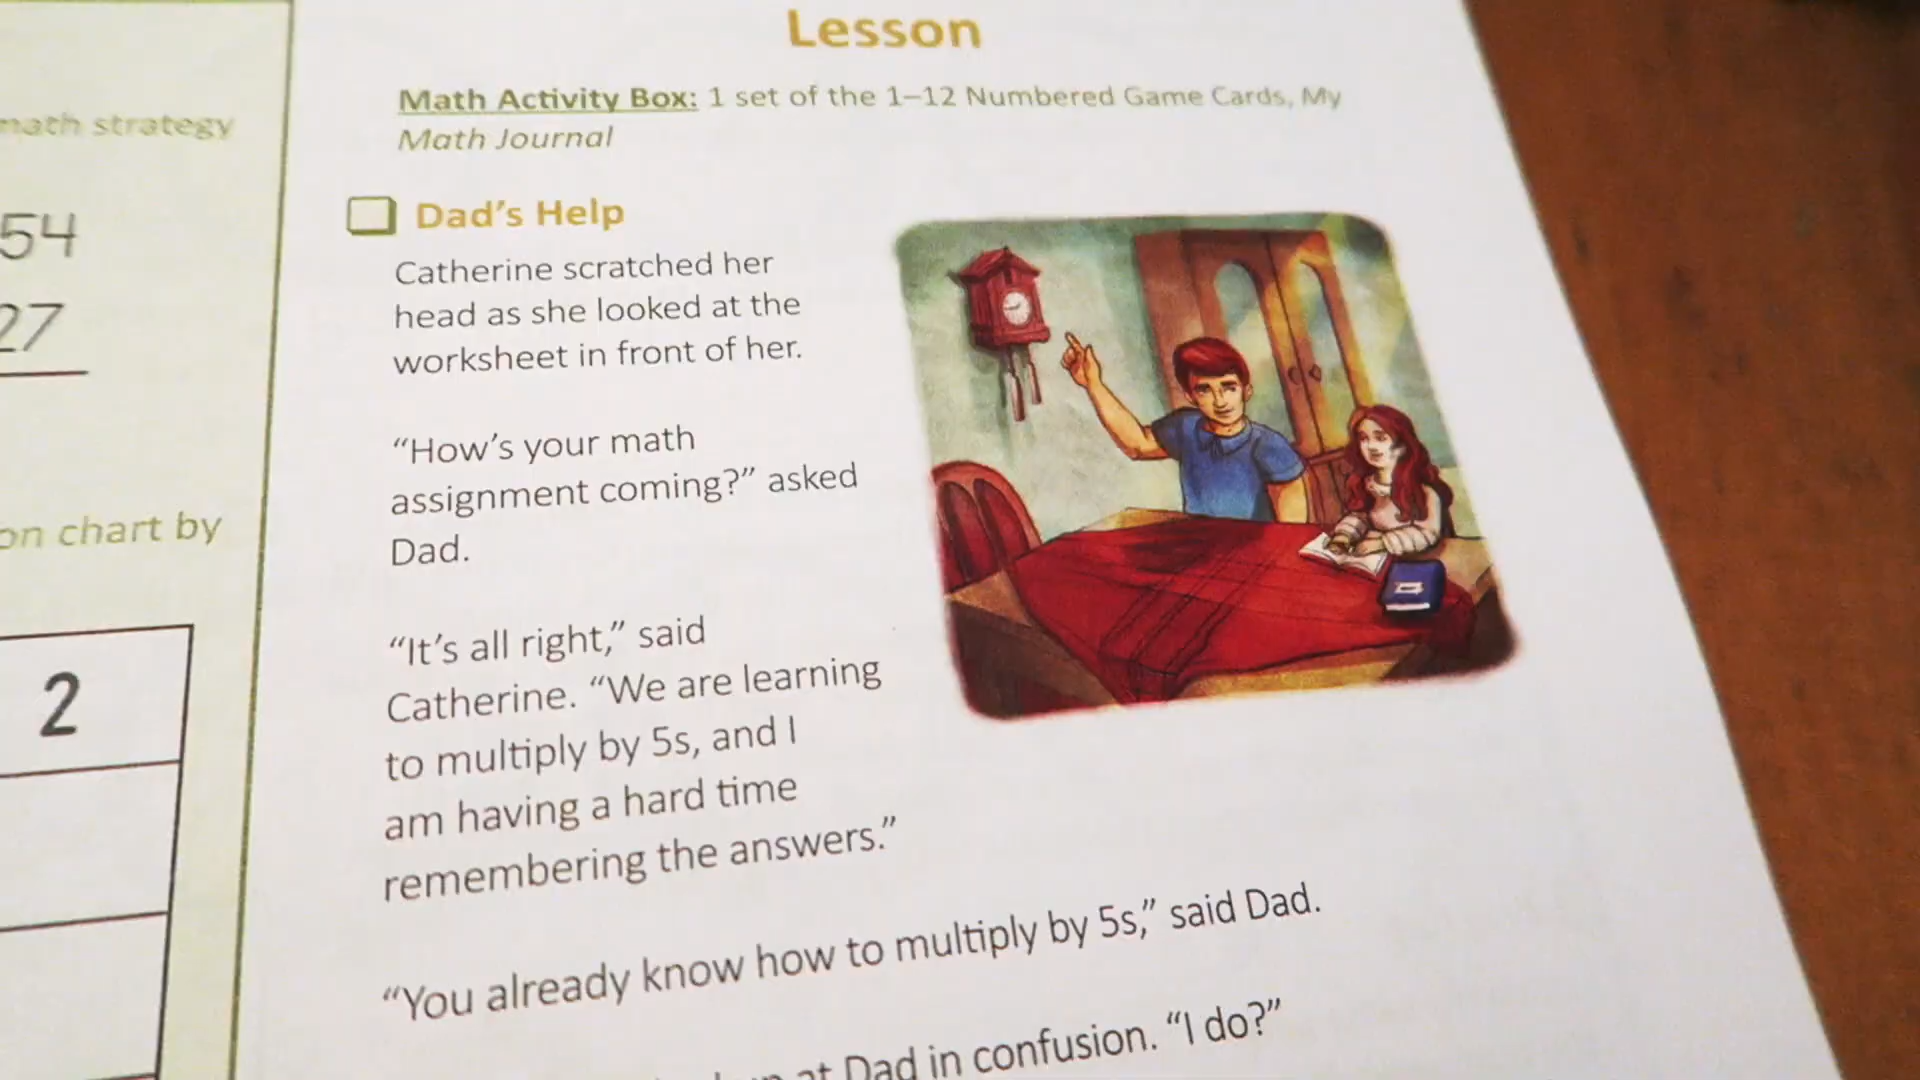 math strategy
54
27
on chart by
2
Lesson
Math Activity Box: 1 set of the 1–12 Numbered Game Cards, My
Math Journal
Dad's Help
Catherine scratched her
head as she looked at the
worksheet in front of her.
“How's your math
assignment coming?” asked
Dad.
“It's all right,” said
Catherine. “We are learning
to multiply by 5s, and I
am having a hard time
remembering the answers.”
“You already know how to multiply by 5s,” said Dad.
at Dad in confusion. “I do?”